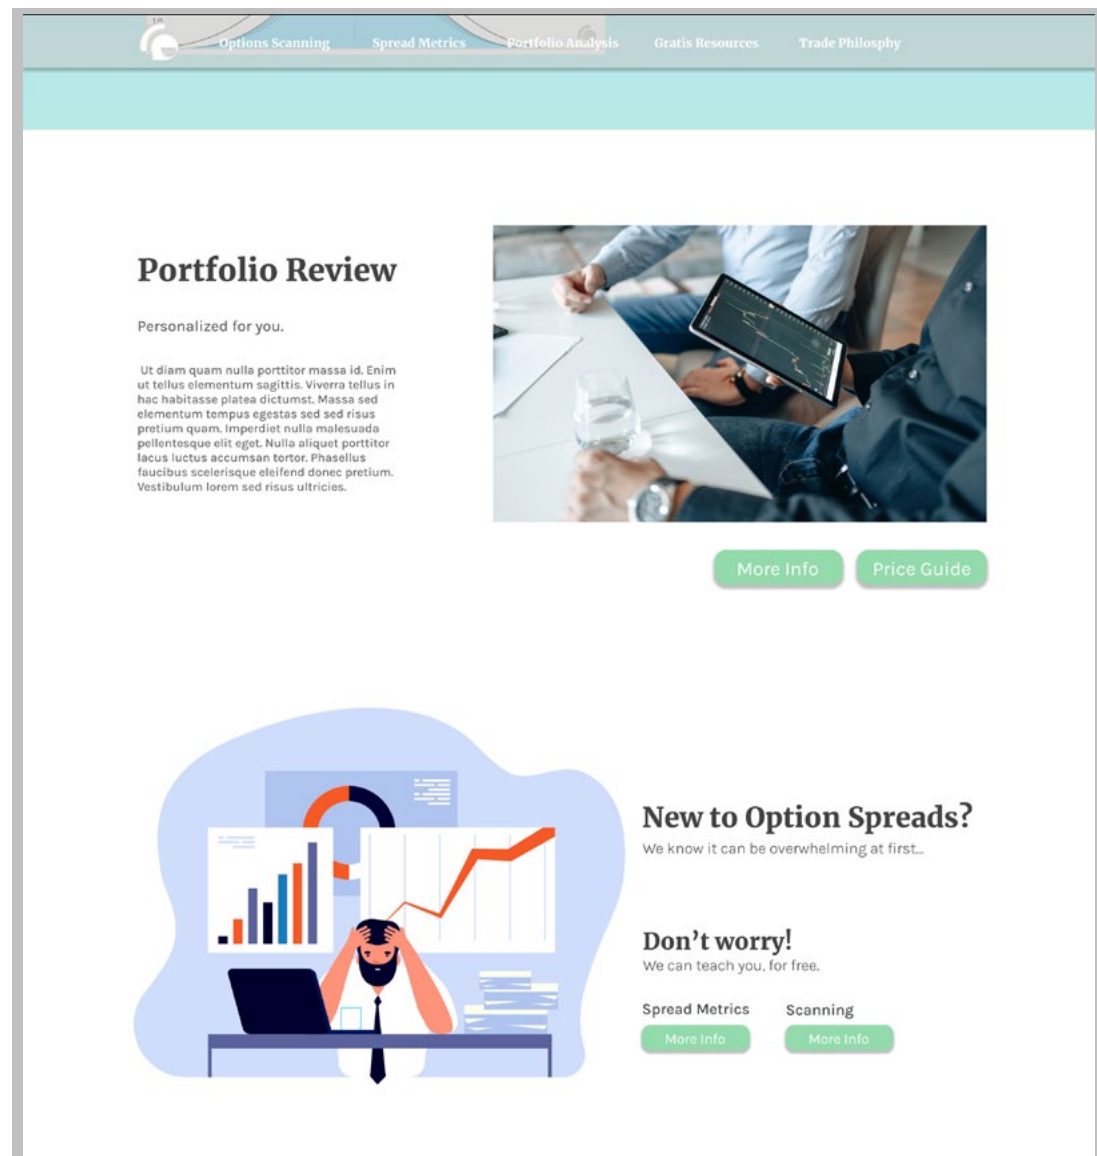 10
Options Scanning Spread Metrics Portfolio Analysis Gratis Resources Trade Philosphy
Portfolio Review
Personalized for you.
Ut diam quam nulla porttitor massa id. Enim
ut tellus elementum sagittis. Viverra tellus in
hac habitasse platea dictumst. Massa sed
elementum tempus egestas sed sed risus
pretium quam. Imperdiet nulla malesuada
pellentesque elit eget. Nulla aliquet porttitor
lacus luctus accumsan tortor. Phasellus
faucibus scelerisque eleifend donec pretium.
Vestibulum lorem sed risus ultricies.
More Info Price Guide
New to Option Spreads?
We know it can be overwhelming at first...
Don't worry!
We can teach you, for free.
Spread Metrics Scanning
More Info More Info